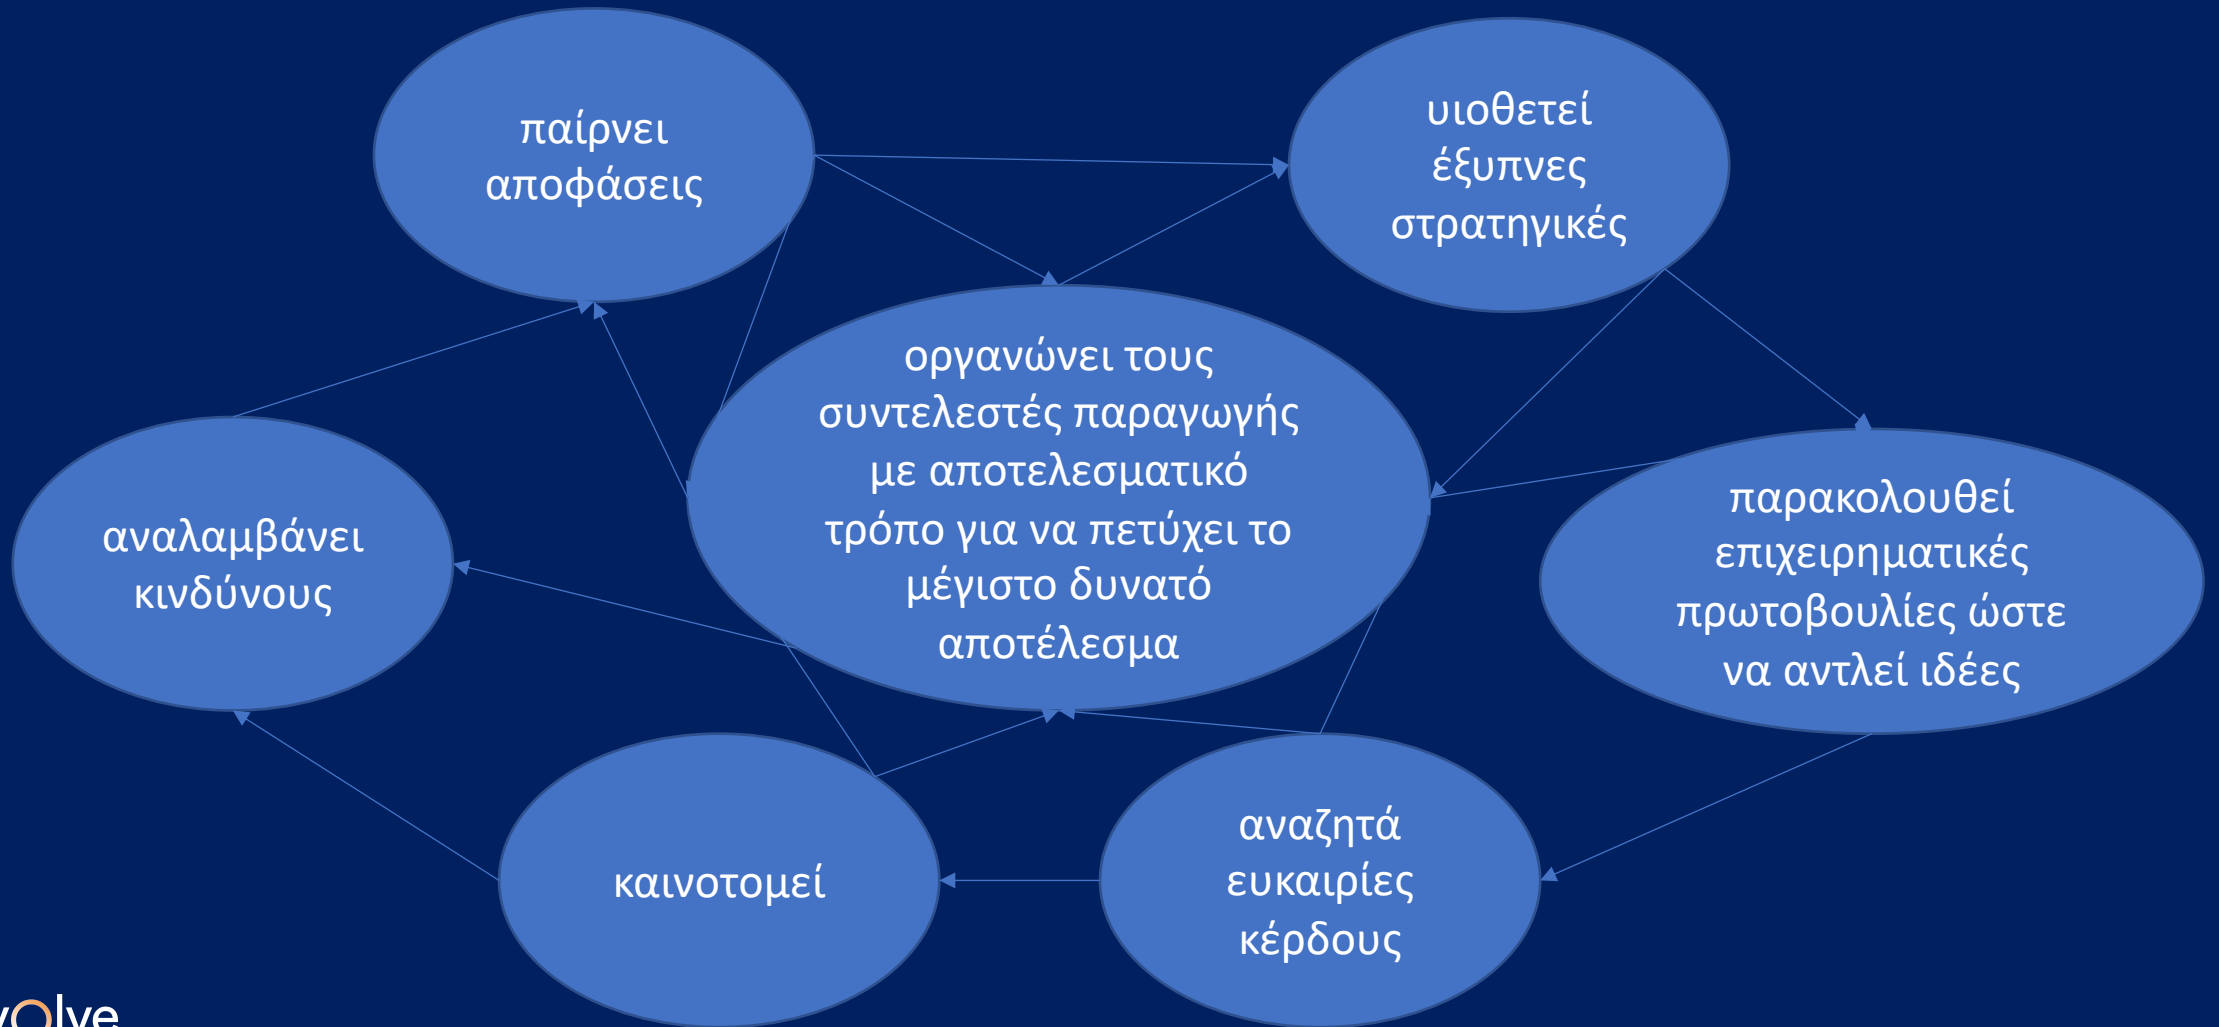 παίρνει
αποφάσεις
υιοθετεί
έξυπνες
στρατηγικές
οργανώνει τους
συντελεστές παραγωγής
με αποτελεσματικό
τρόπο για να πετύχει το
μέγιστο δυνατό
αποτέλεσμα
αναλαμβάνει
κινδύνους
παρακολουθεί
επιχειρηματικές
πρωτοβουλίες ώστε
να αντλεί ιδέες
καινοτομεί
αναζητά
ευκαιρίες
κέρδους